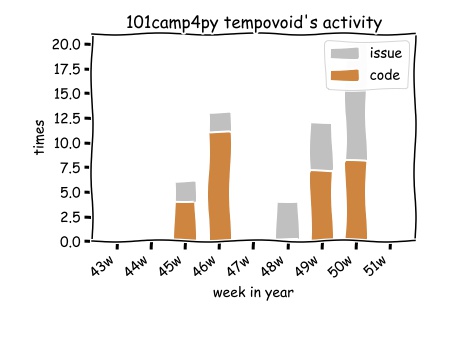 101camp4py tempovoid's activity
20.0
17.5
15.0
12.5
10.0
7.5
5.0
2.5
0.0
times
issue
code
43w 44w 45w 46w 47w 48w 49w 50w 51w
week in year